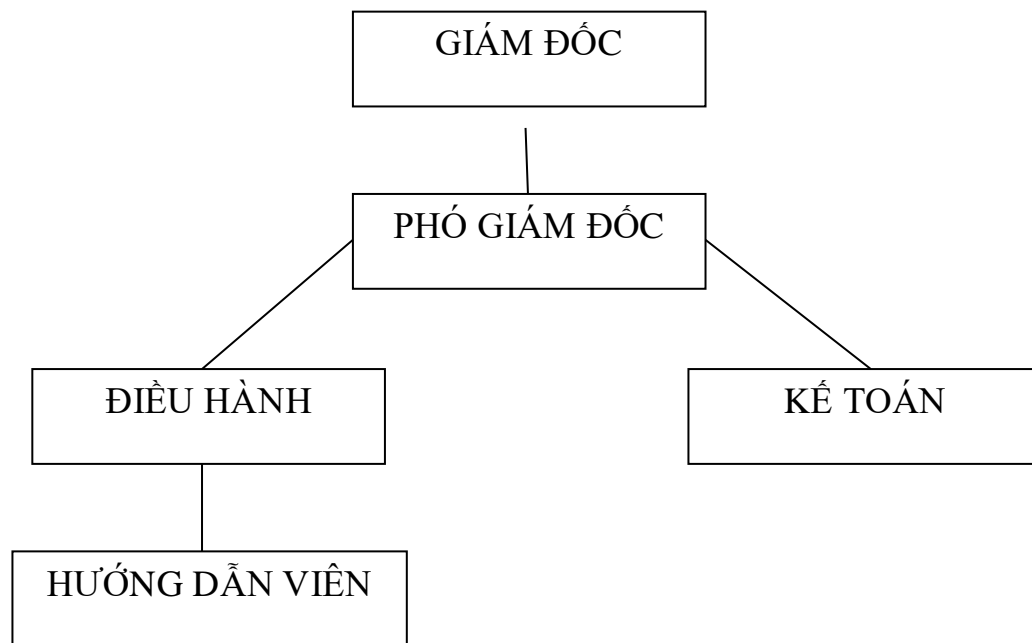 GIÁM ĐỐC
PHÓ GIÁM ĐỐC
ĐIỀU HÀNH
KẾ TOÁN
HƯỚNG DẪN VIÊN